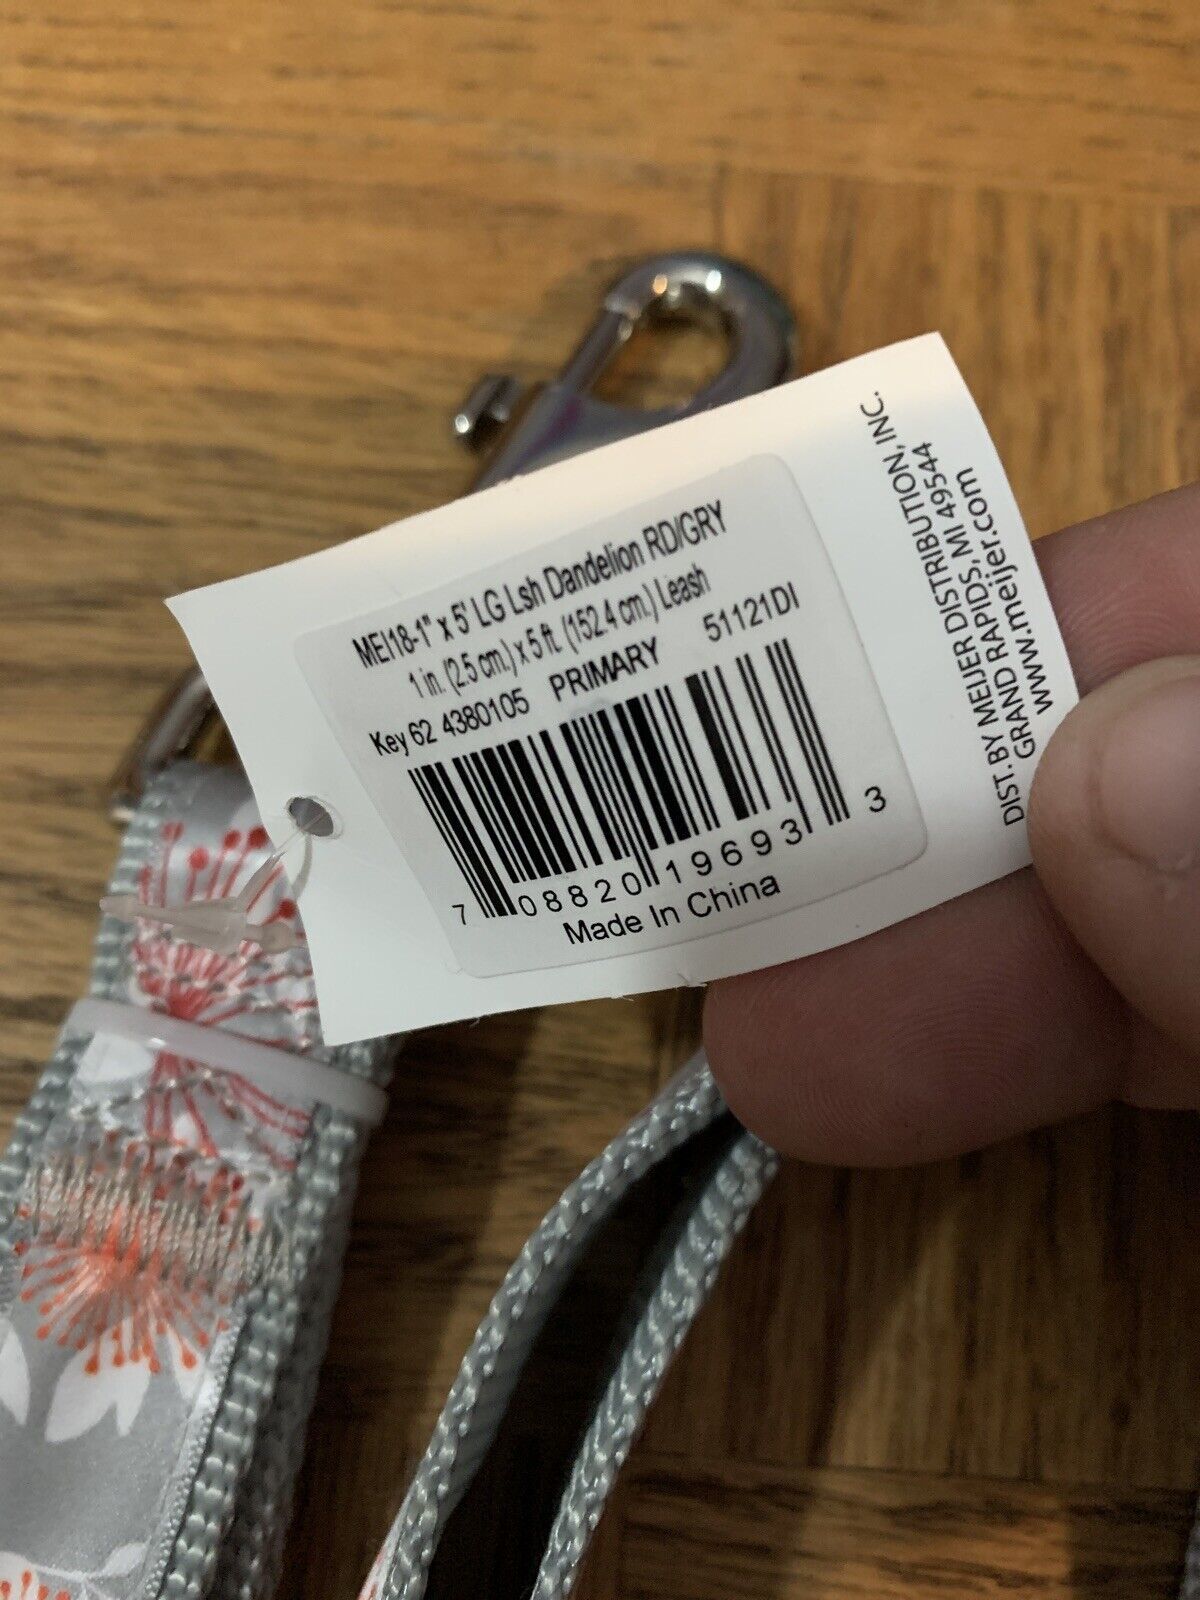 MEI18-1" x 5' LG Lsh Dandelion RD/GRY
1 in. (2.5 cm.) x 5 ft. (152.4 cm.) Leash
Key 62 4380105 PRIMARY 51121DI
7 08820 19693 3
Made In China
DIST. BY MEIJER DISTRIBUTION, INC.
GRAND RAPIDS, MI 49544
www.meijer.com